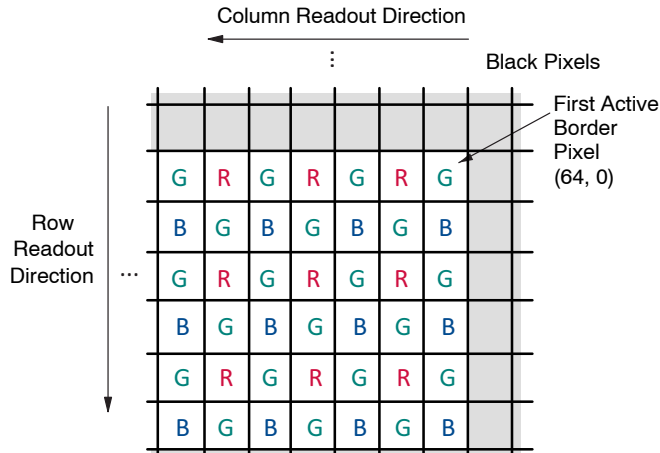 Column Readout Direction
⋮
Black Pixels
First Active
Border
Pixel
(64, 0)
G R G R G R G
B G B G B G B
Row
Readout
Direction
...
G R G R G R G
B G B G B G B
G R G R G R G
B G B G B G B